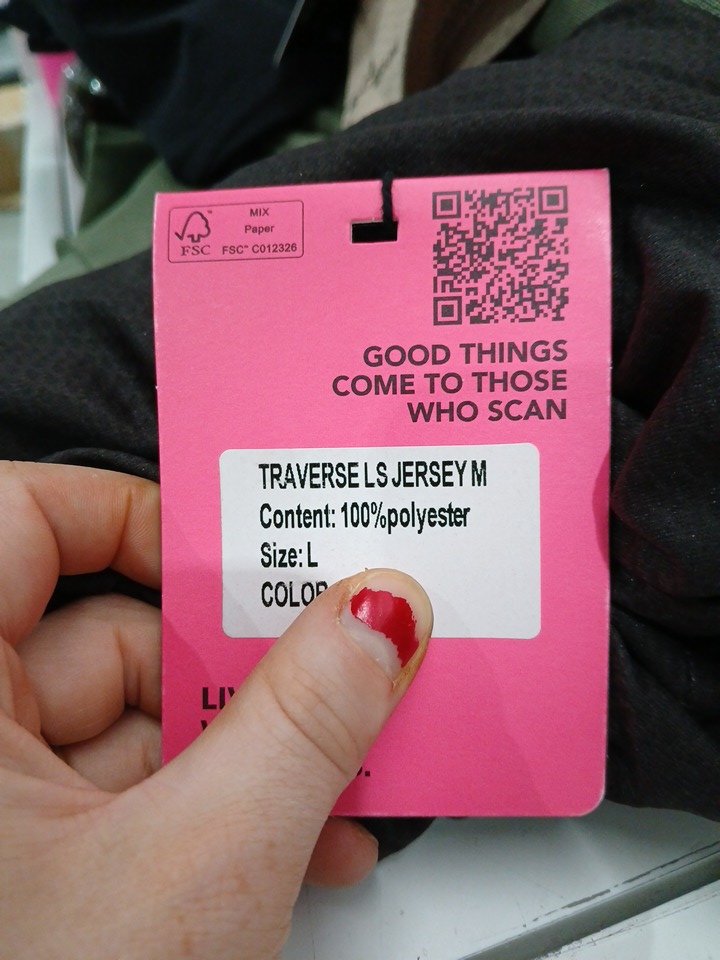 MIX
Paper
FSC™ C012326
FSC
GOOD THINGS
COME TO THOSE
WHO SCAN
TRAVERSE LS JERSEY M
Content: 100%polyester
Size: L